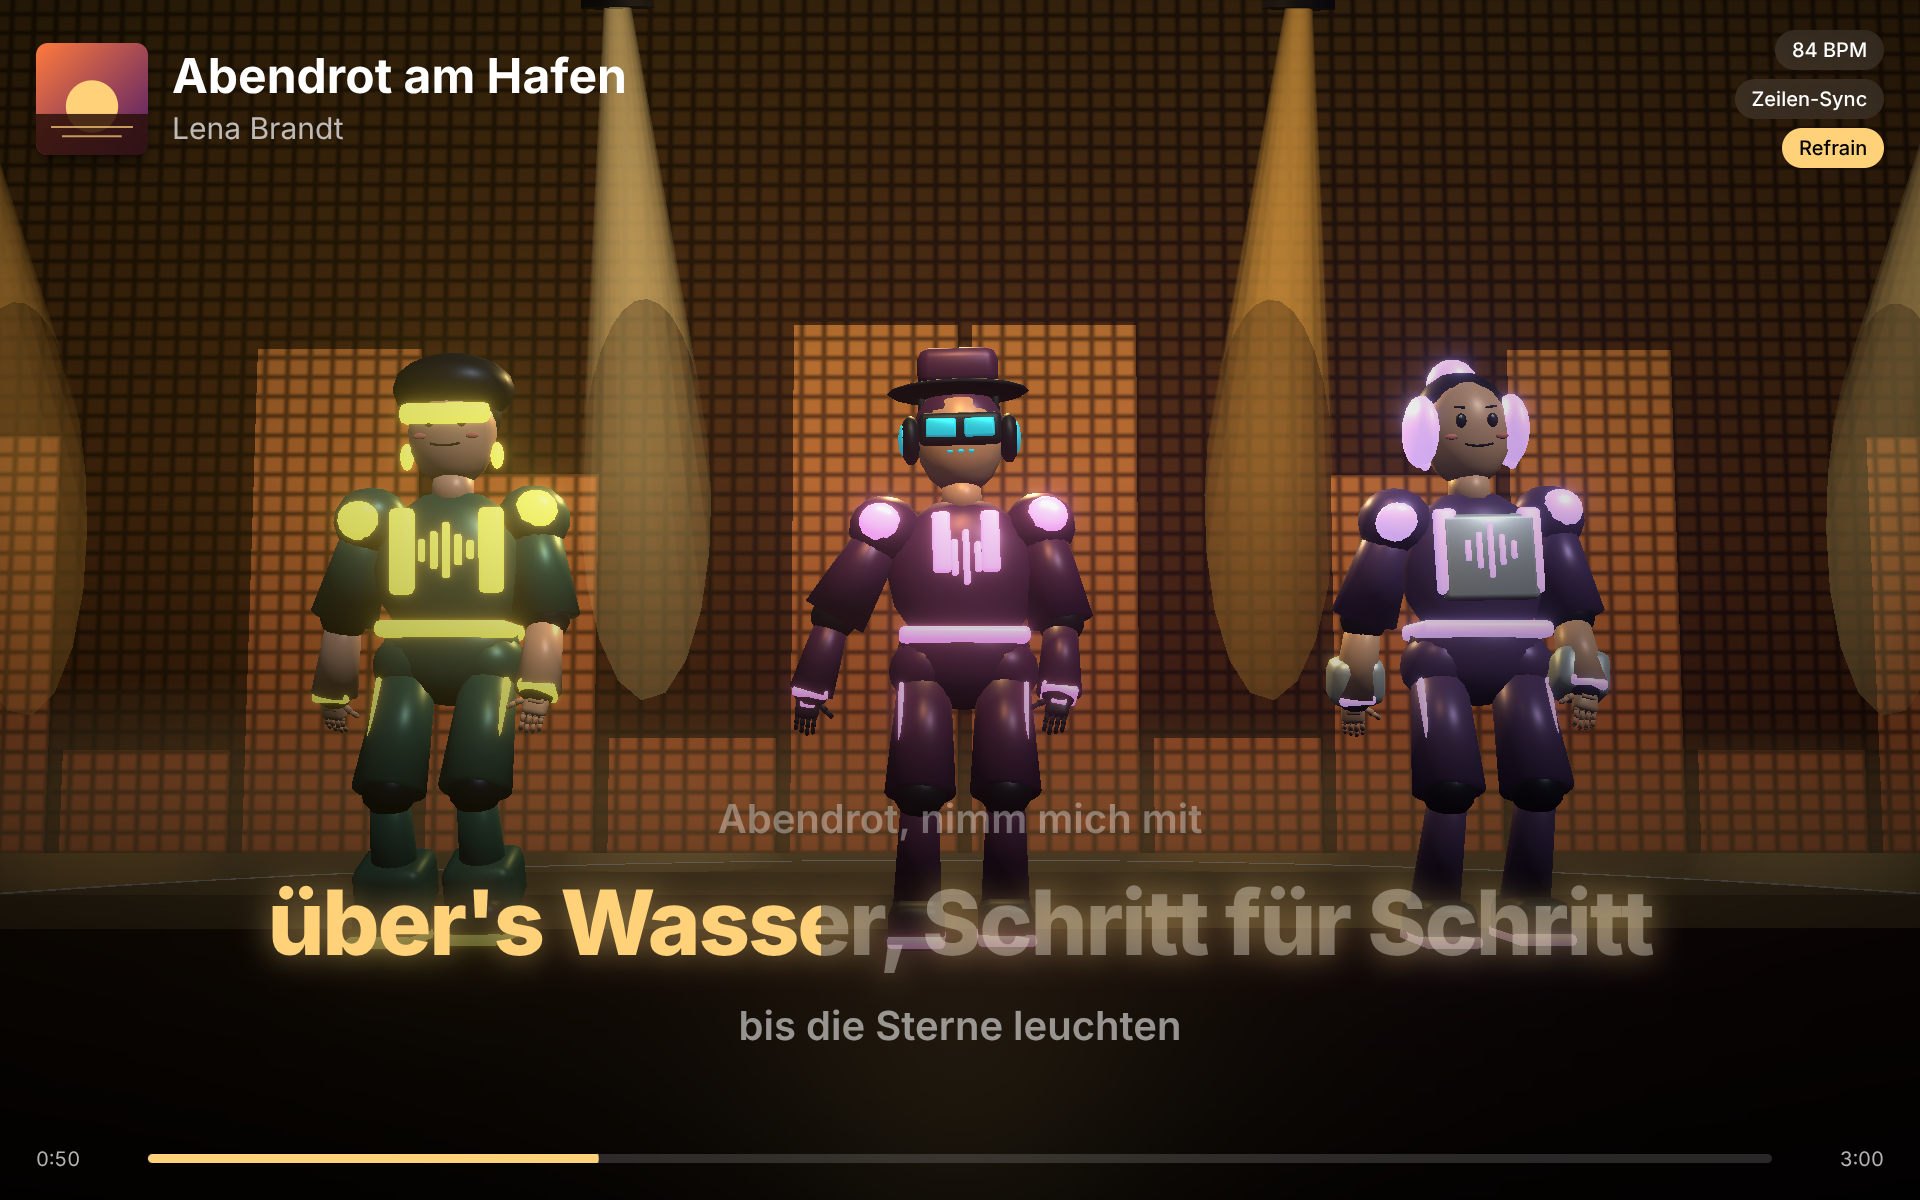 Abendrot am Hafen
Lena Brandt
84 BPM
Zeilen-Sync
Refrain
Abendrot, nimm mich mit
über's Wasser, Schritt für Schritt
bis die Sterne leuchten
0:50
3:00